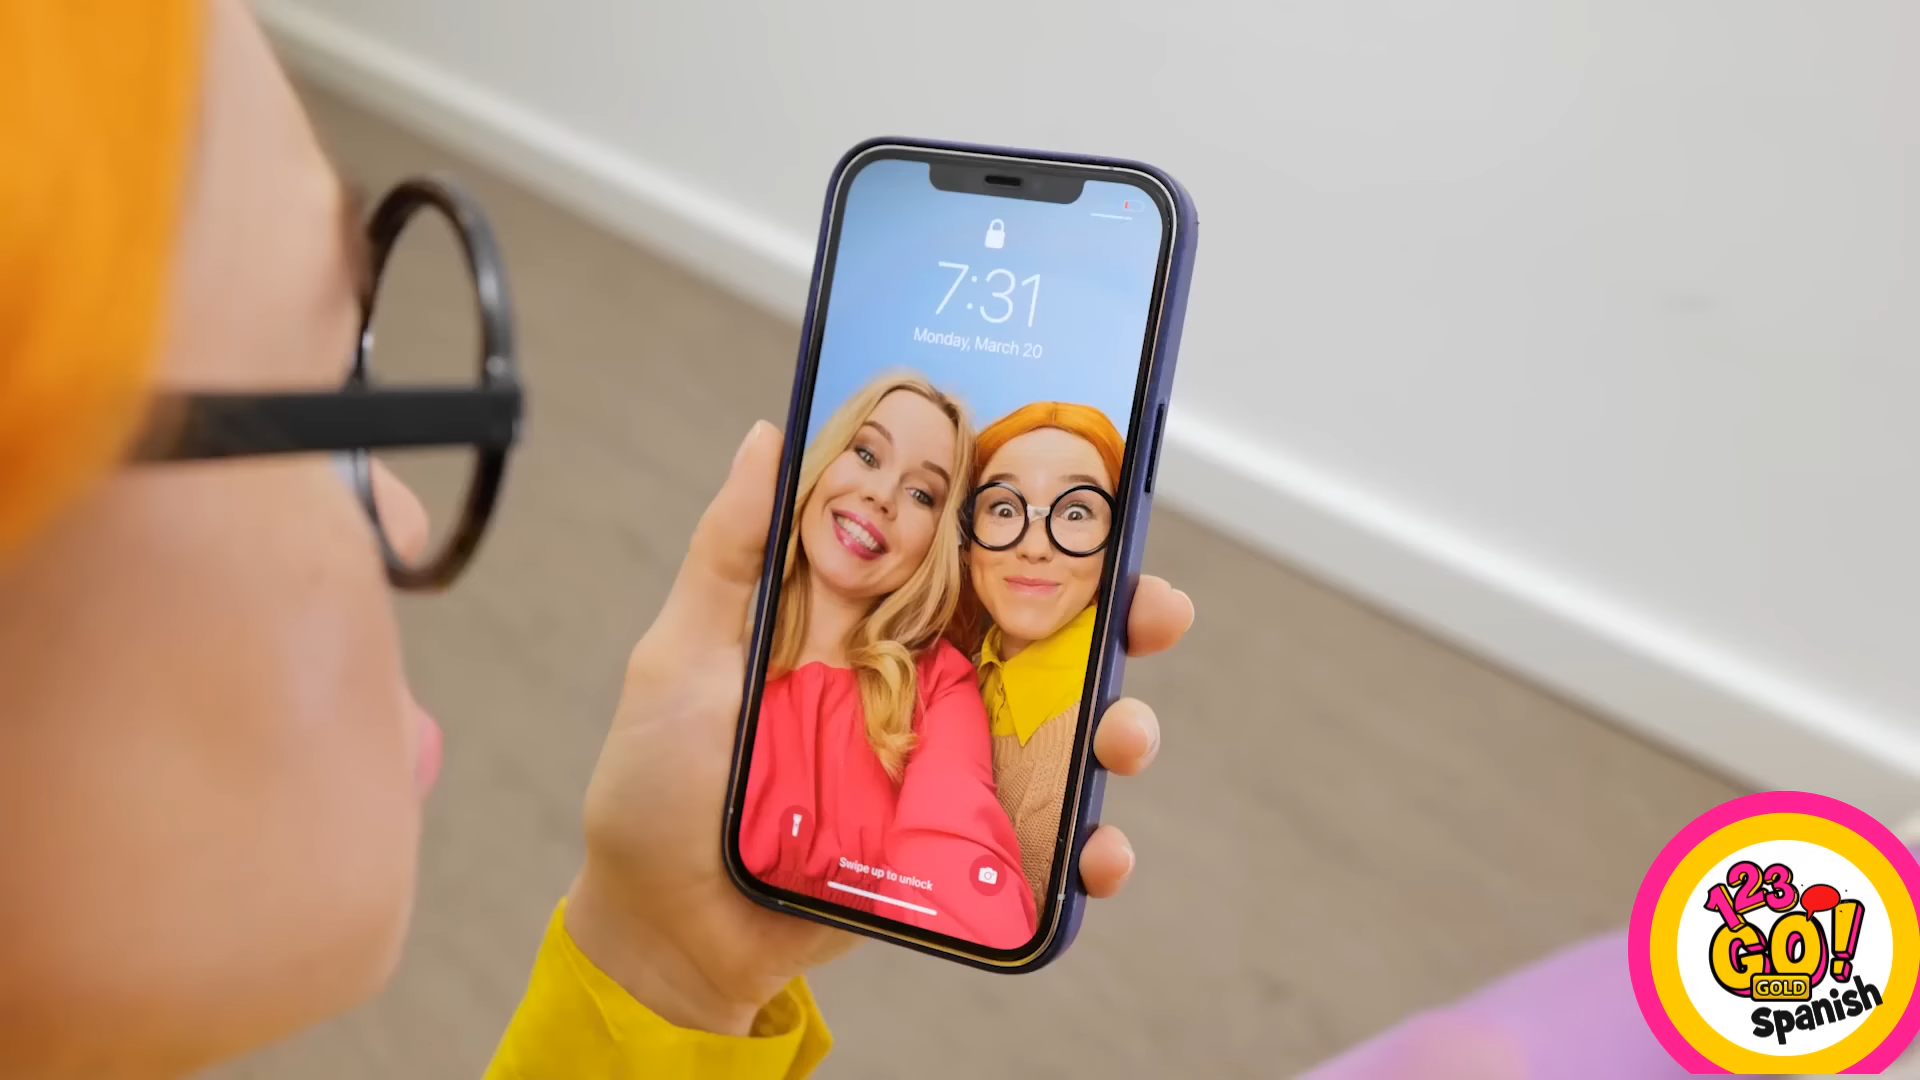 7:31
Monday, March 20
Swipe up to unlock
123
GO!
GOLD
Spanish